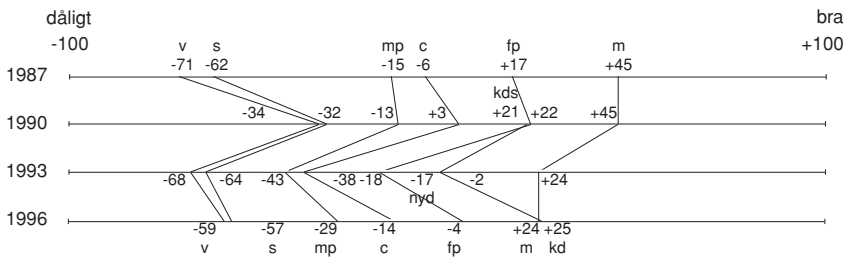 dåligt bra
-100 v s mp c fp m +100
-71 -62 -15 -6 +17 +45
1987
kds
-34 -32 -13 +3 +21 +22 +45
1990
1993
-68 -64 -43 -38 -18 -17 -2 +24
nyd
1996
-59 -57 -29 -14 -4 +24 +25
v s mp c fp m kd